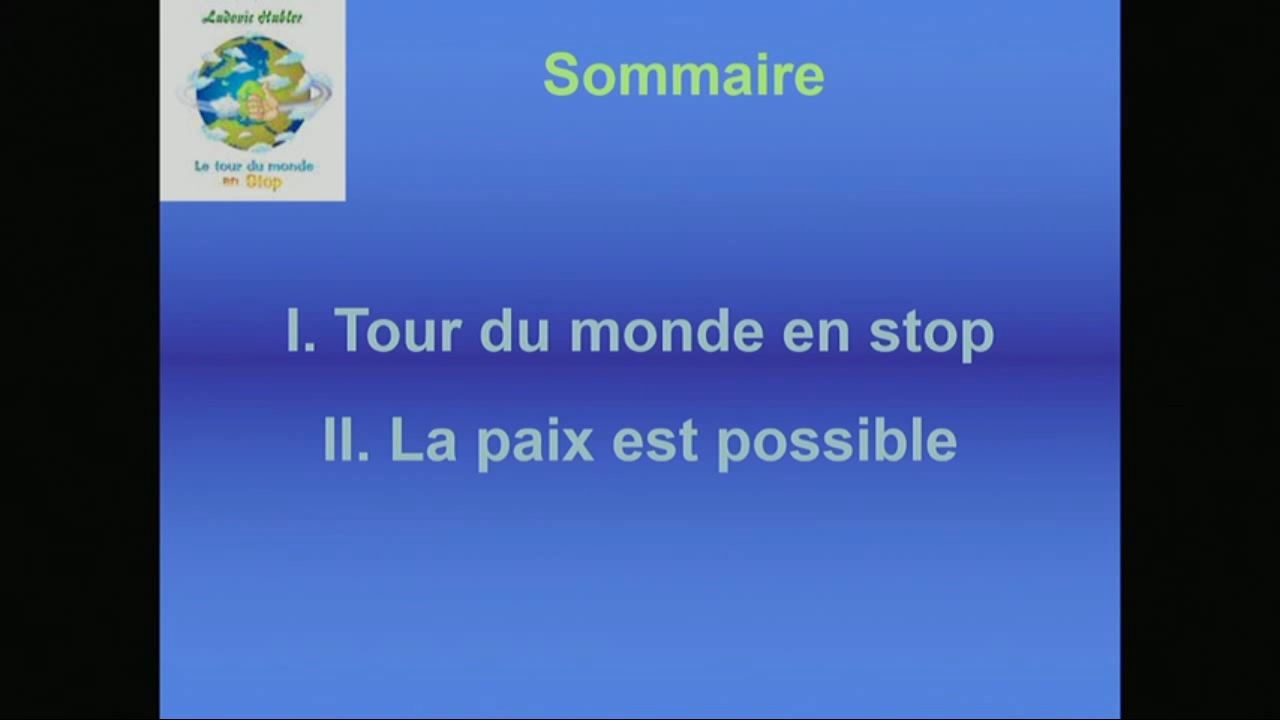 Ludovic Hubler
Le tour du monde
en Stop
Sommaire
I. Tour du monde en stop
II. La paix est possible